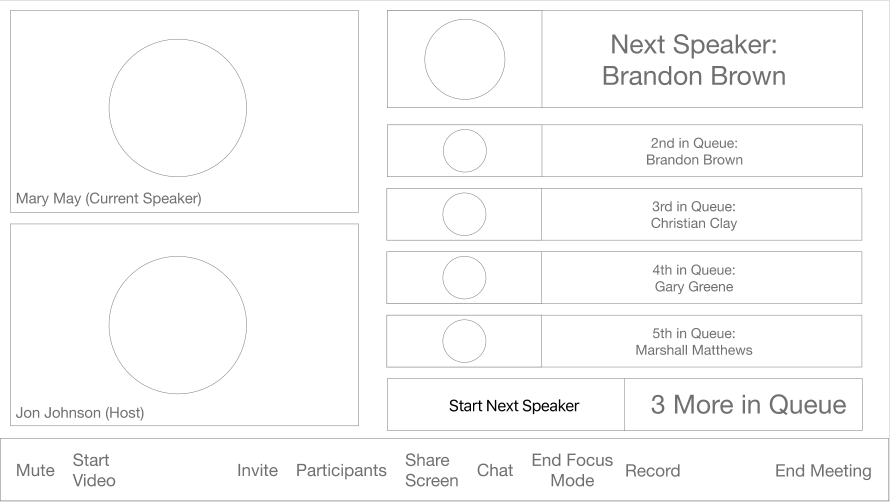 Mary May (Current Speaker)
Jon Johnson (Host)
Next Speaker:
Brandon Brown
2nd in Queue:
Brandon Brown
3rd in Queue:
Christian Clay
4th in Queue:
Gary Greene
5th in Queue:
Marshall Matthews
Start Next Speaker
3 More in Queue
Mute
Start
Video
Invite
Participants
Share
Screen
Chat
End Focus
Mode
Record
End Meeting